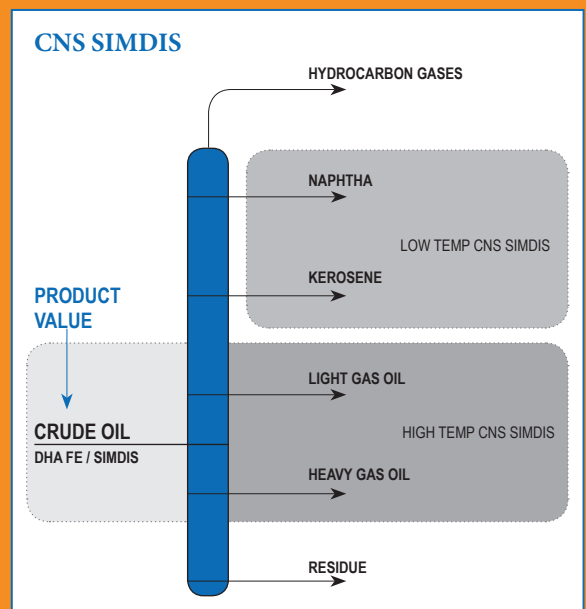 CNS SIMDIS
HYDROCARBON GASES
NAPHTHA
LOW TEMP CNS SIMDIS
KEROSENE
PRODUCT
VALUE
LIGHT GAS OIL
CRUDE OIL
HIGH TEMP CNS SIMDIS
DHA FE / SIMDIS
HEAVY GAS OIL
RESIDUE